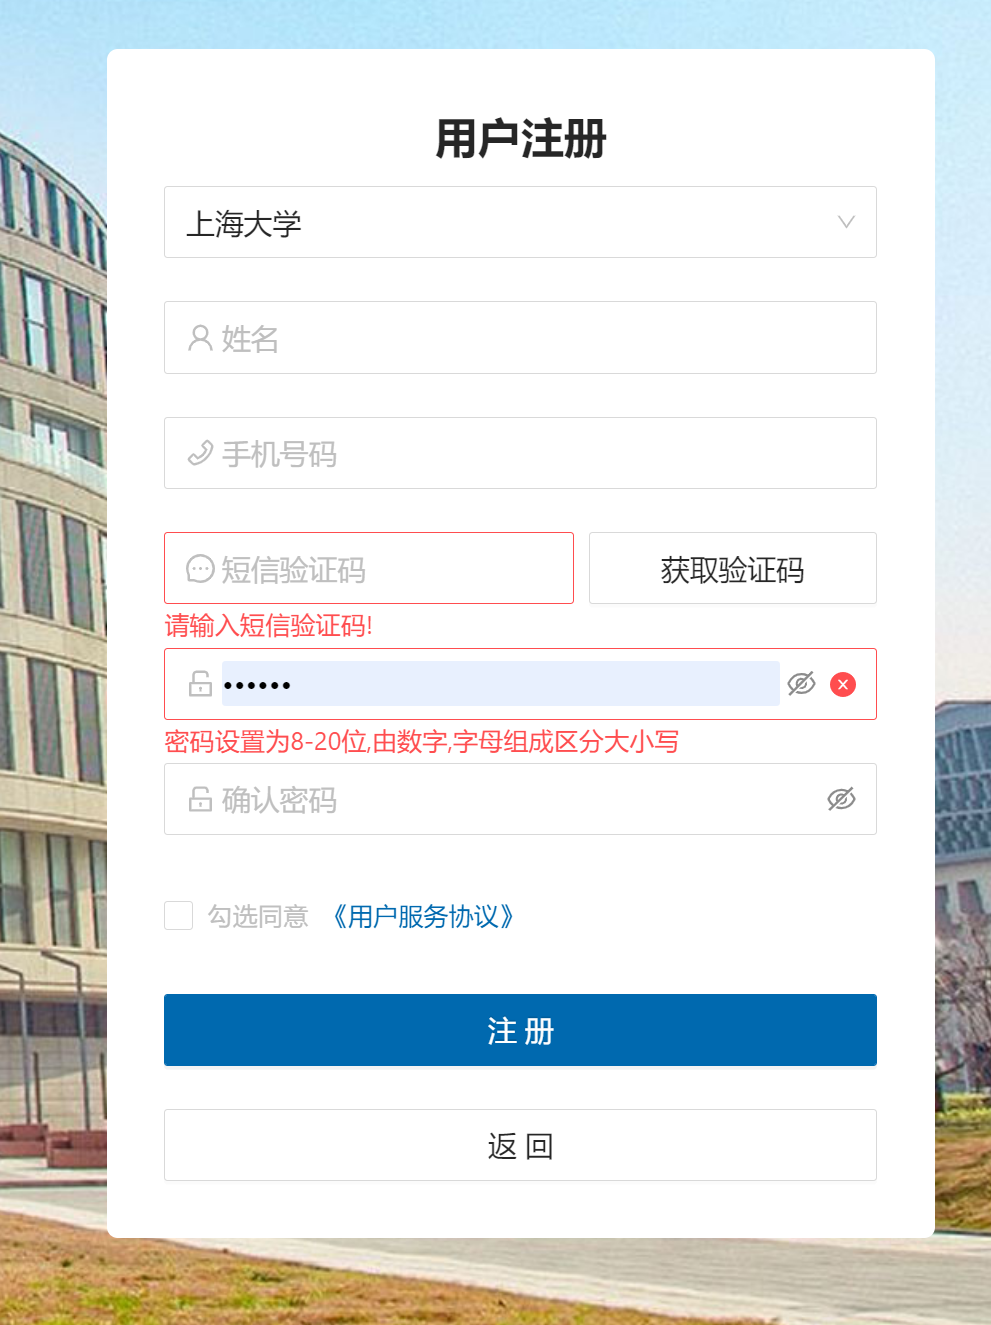 用户注册
上海大学
姓名
手机号码
短信验证码
获取验证码
请输入短信验证码!
••••••
密码设置为8-20位,由数字,字母组成区分大小写
确认密码
勾选同意 《用户服务协议》
注 册
返 回